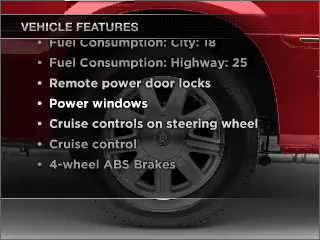 VEHICLE FEATURES
• Fuel Consumption: City: 18
• Fuel Consumption: Highway: 25
• Remote power door locks
• Power windows
• Cruise controls on steering wheel
• Cruise control
• 4-wheel ABS Brakes